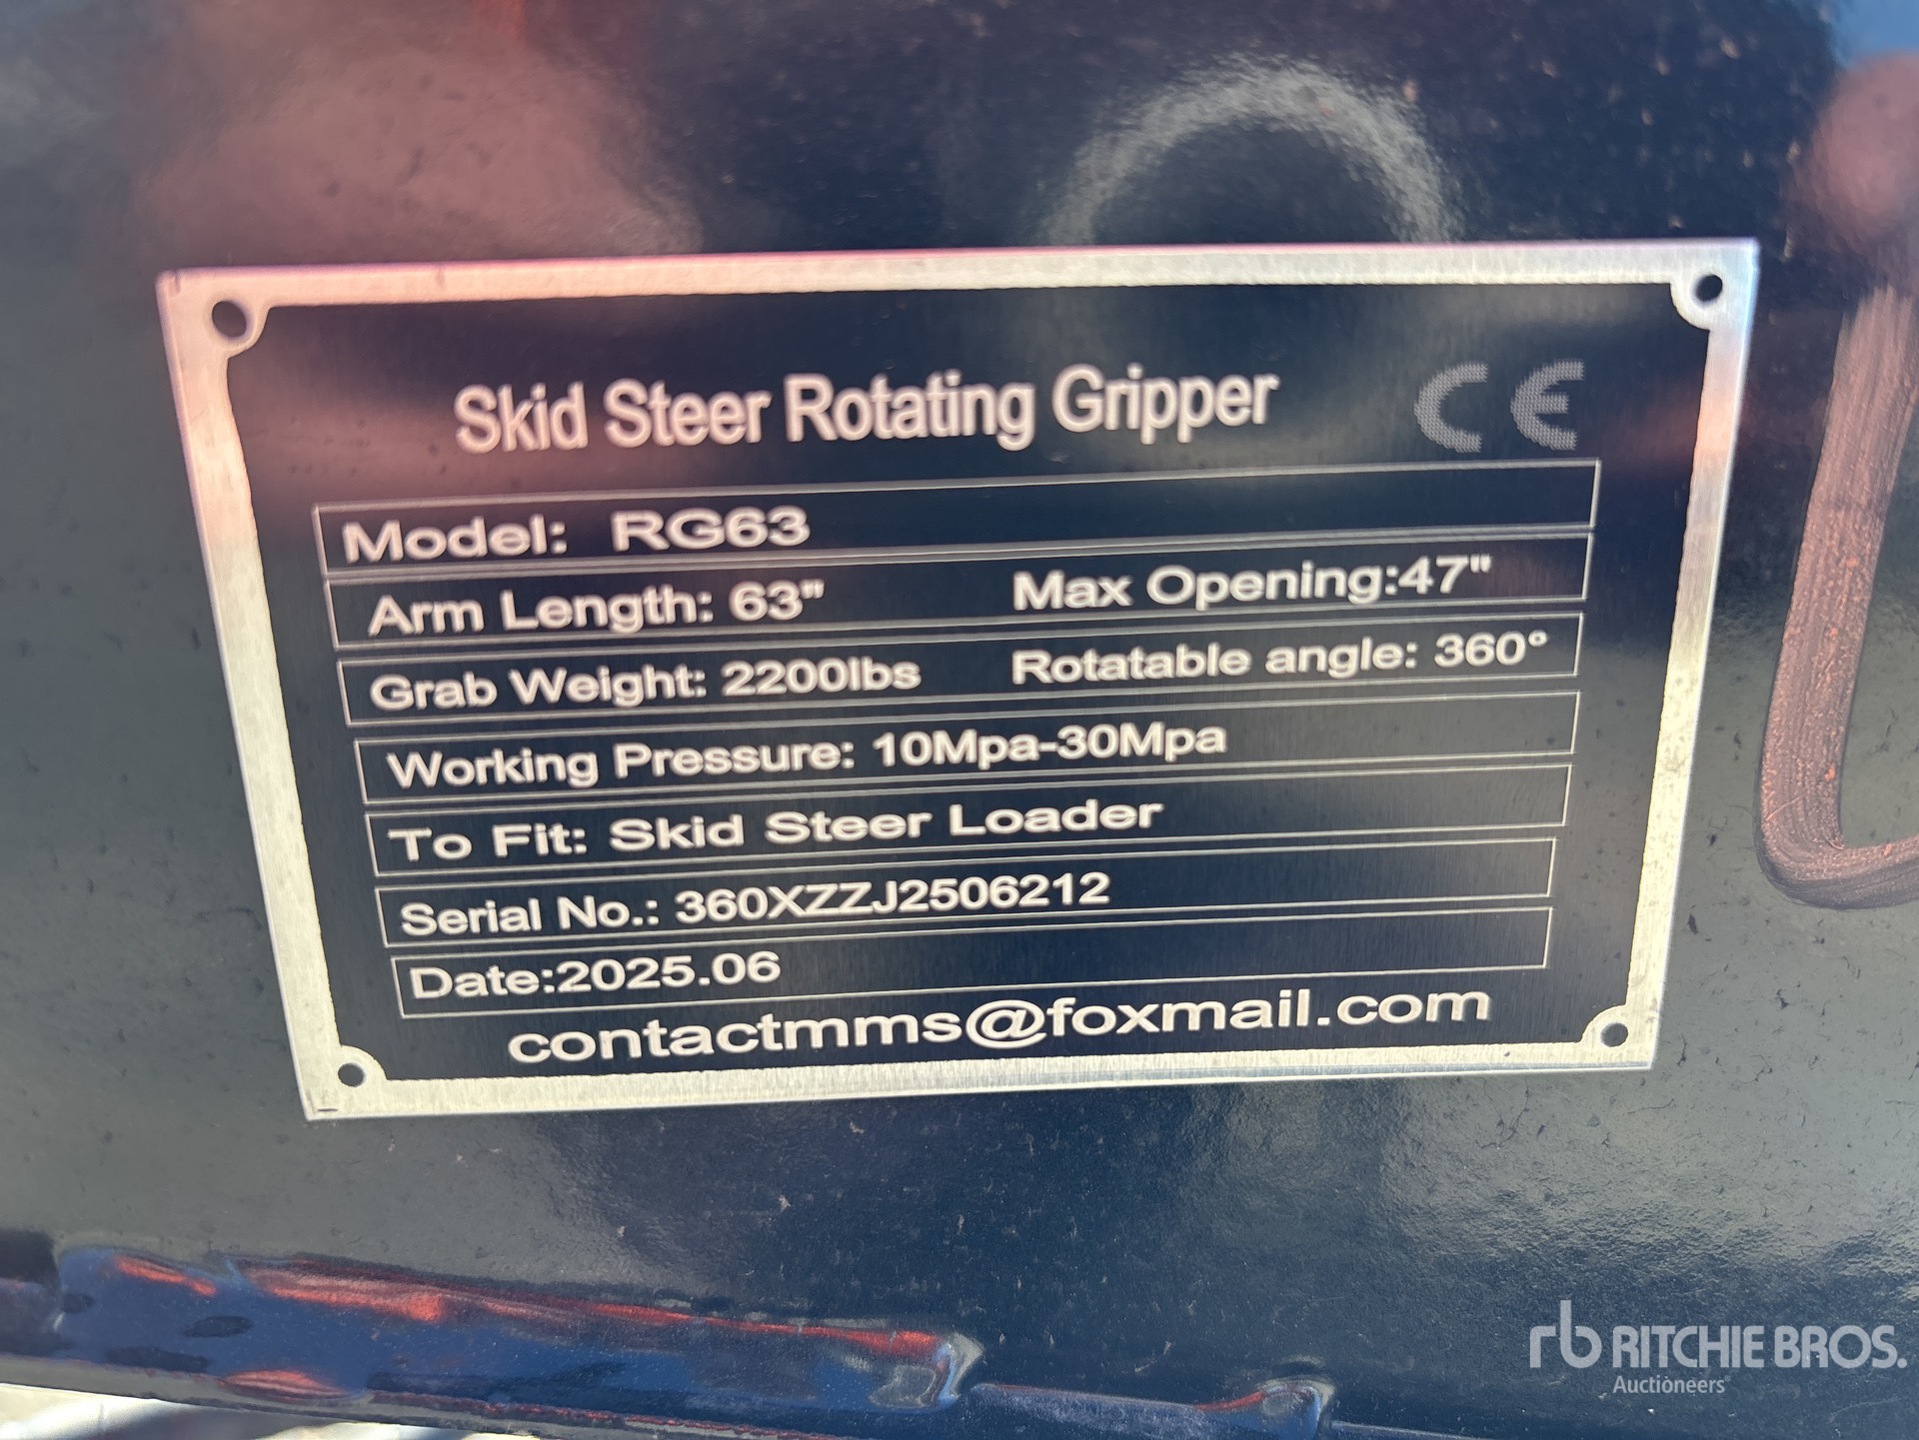 Skid Steer Rotating Gripper CE
Model: RG63
Arm Length: 63" Max Opening:47"
Grab Weight: 2200lbs Rotatable angle: 360°
Working Pressure: 10Mpa-30Mpa
To Fit: Skid Steer Loader
Serial No.: 360XZZJ2506212
Date:2025.06
contactmms@foxmail.com
rb RITCHIE BROS.
Auctioneers